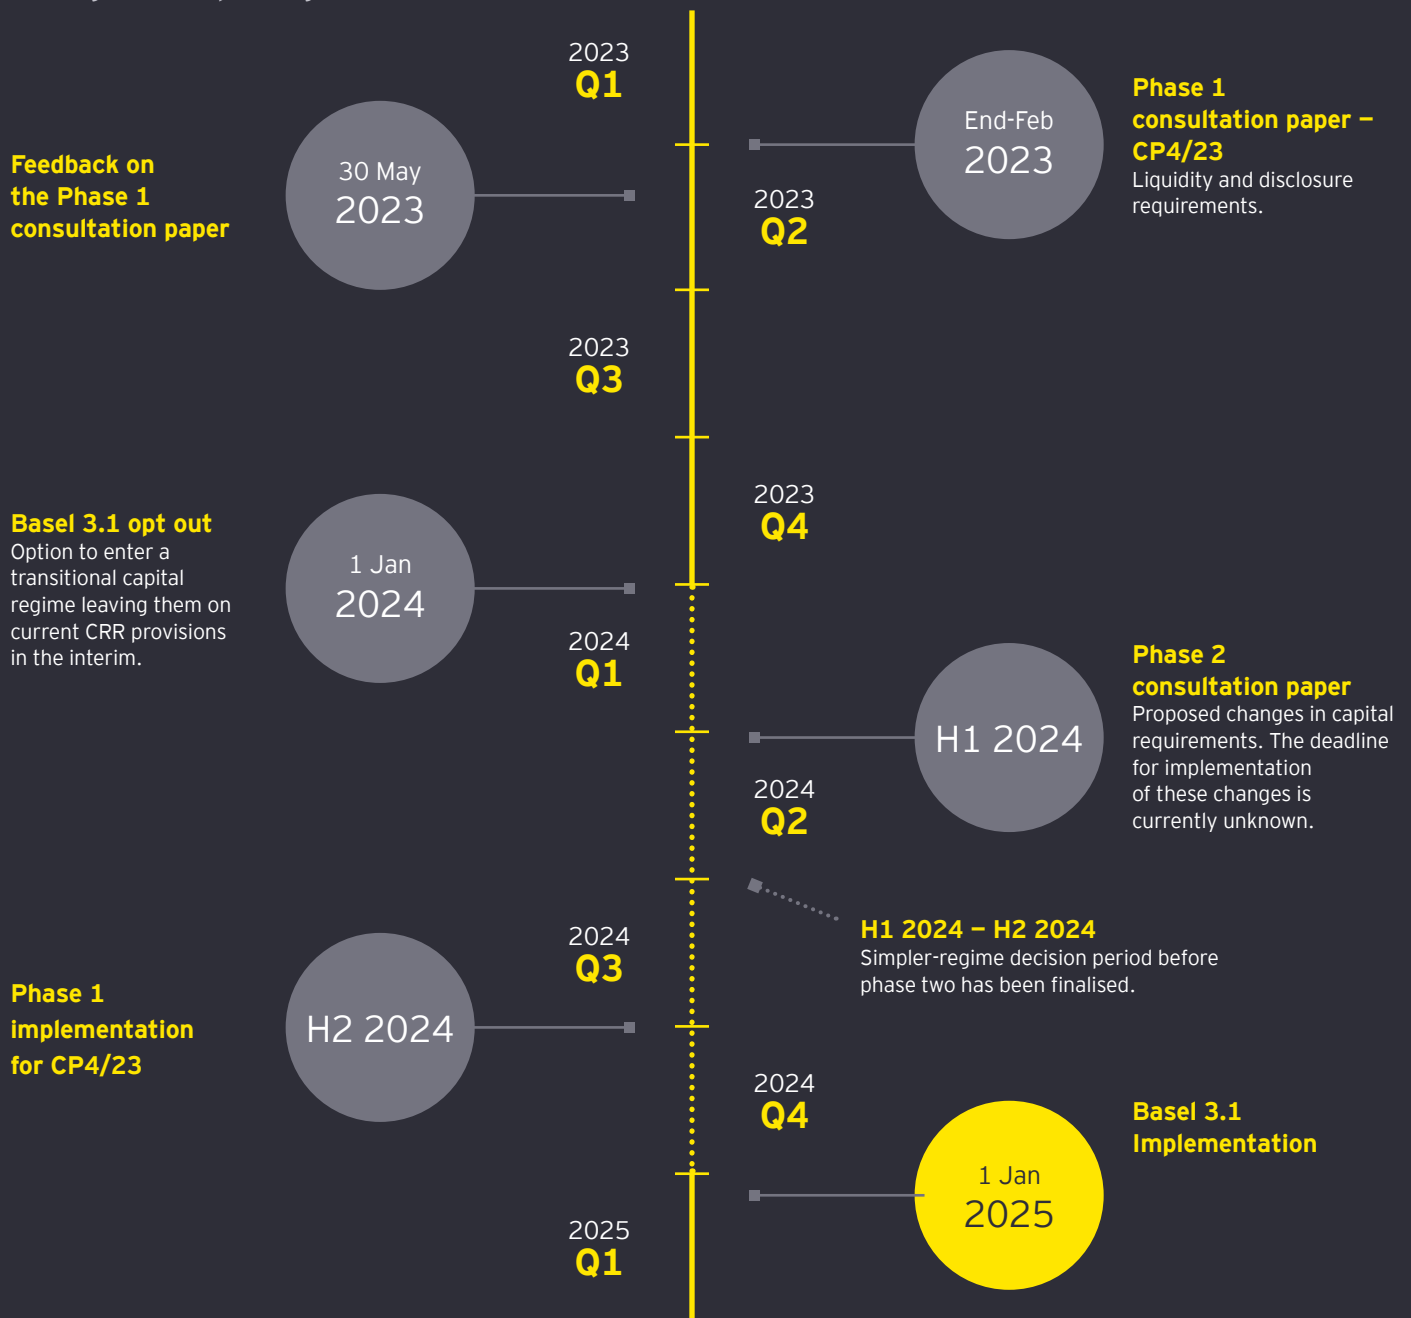 2023
Q1
End-Feb
2023
Phase 1
consultation paper –
CP4/23
Liquidity and disclosure
requirements.
Feedback on
the Phase 1
consultation paper
30 May
2023
2023
Q2
2023
Q3
2023
Q4
Basel 3.1 opt out
Option to enter a
transitional capital
regime leaving them on
current CRR provisions
in the interim.
1 Jan
2024
2024
Q1
H1 2024
Phase 2
consultation paper
Proposed changes in capital
requirements. The deadline
for implementation
of these changes is
currently unknown.
2024
Q2
H1 2024 – H2 2024
Simpler-regime decision period before
phase two has been finalised.
2024
Q3
Phase 1
implementation
for CP4/23
H2 2024
2024
Q4
Basel 3.1
Implementation
1 Jan
2025
2025
Q1